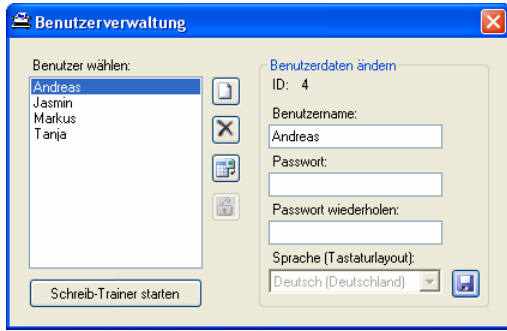 Benutzerverwaltung
Benutzer wählen:
Andreas
Jasmin
Markus
Tanja
Schreib-Trainer starten
Benutzerdaten ändern
ID: 4
Benutzername:
Andreas
Passwort:
Passwort wiederholen:
Sprache (Tastaturlayout):
Deutsch (Deutschland)